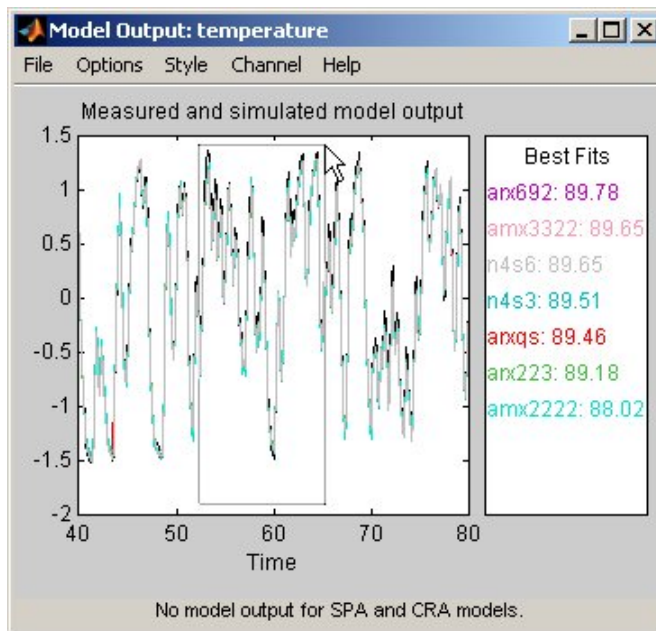 Model Output: temperature
File Options Style Channel Help
Measured and simulated model output
1.5
1
0.5
0
-0.5
-1
-1.5
-2
40 50 60 70 80
Time
Best Fits
arx692: 89.78
amx3322: 89.65
n4s6: 89.65
n4s3: 89.51
arxqs: 89.46
arx223: 89.18
amx2222: 88.02
No model output for SPA and CRA models.